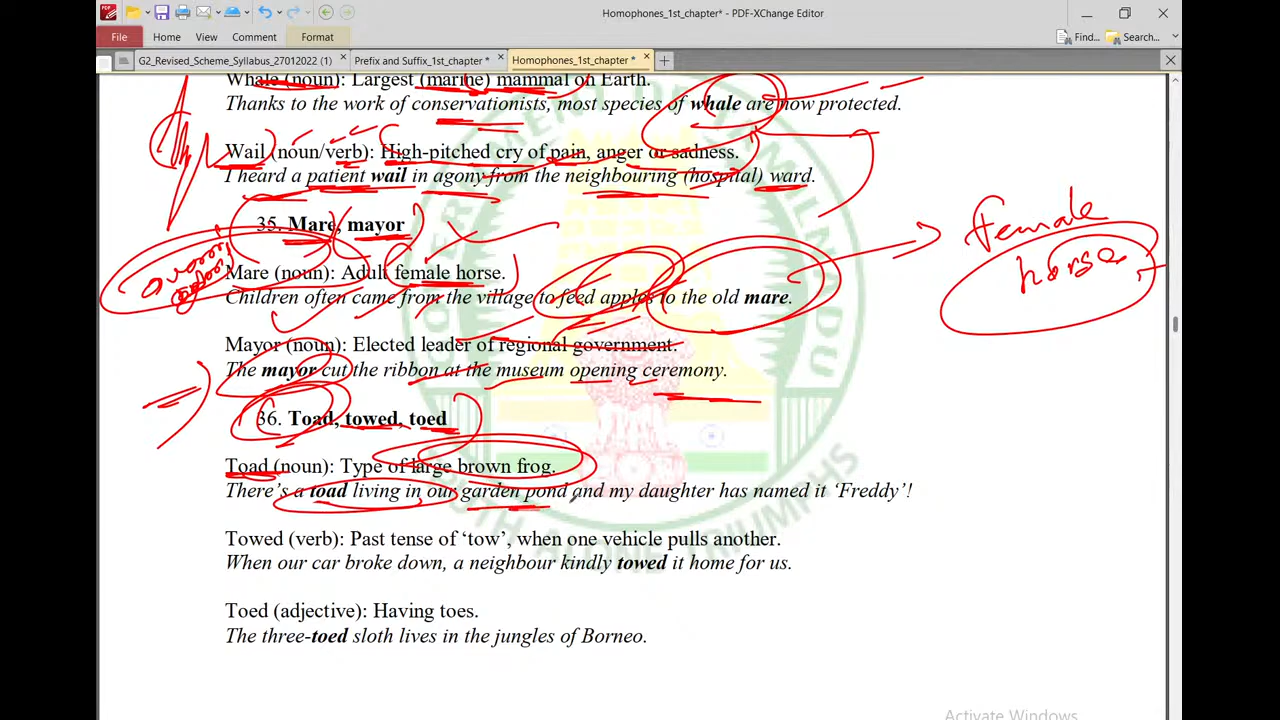 Homophones_1st_chapter* - PDF-XChange Editor
File Home View Comment Format Find... Search...
G2_Revised_Scheme_Syllabus_27012022 (1) Prefix and Suffix_1st_chapter * Homophones_1st_chapter *
Whale (noun): Largest (marine) mammal on Earth.
Thanks to the work of conservationists, most species of whale are now protected.
Wail (noun/verb): High-pitched cry of pain, anger or sadness.
I heard a patient wail in agony from the neighbouring (hospital) ward.
35. Mare, mayor
Mare (noun): Adult female horse.
Children often came from the village to feed apples to the old mare.
Female
horse
Mayor (noun): Elected leader of regional government.
The mayor cut the ribbon at the museum opening ceremony.
36. Toad, towed, toed
Toad (noun): Type of large brown frog.
There’s a toad living in our garden pond and my daughter has named it ‘Freddy’!
Towed (verb): Past tense of ‘tow’, when one vehicle pulls another.
When our car broke down, a neighbour kindly towed it home for us.
Toed (adjective): Having toes.
The three-toed sloth lives in the jungles of Borneo.
GOVERNMENT OF TAMILNADU
TRUTH ALONE TRIUMPHS
Activate Windows